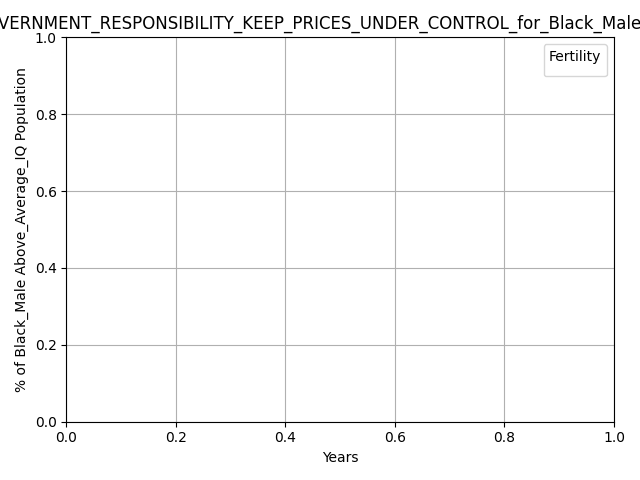 VERNMENT_RESPONSIBILITY_KEEP_PRICES_UNDER_CONTROL_for_Black_Male
Fertility
% of Black_Male Above_Average_IQ Population
1.0
0.8
0.6
0.4
0.2
0.0
0.0 0.2 0.4 0.6 0.8 1.0
Years